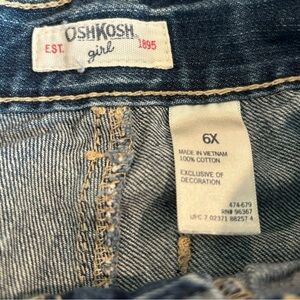 OSHKOSH
EST. girl 1895
6X
MADE IN VIETNAM
100% COTTON
EXCLUSIVE OF
DECORATION
474-679
RN# 96367
UPC 7 02371 88257 4